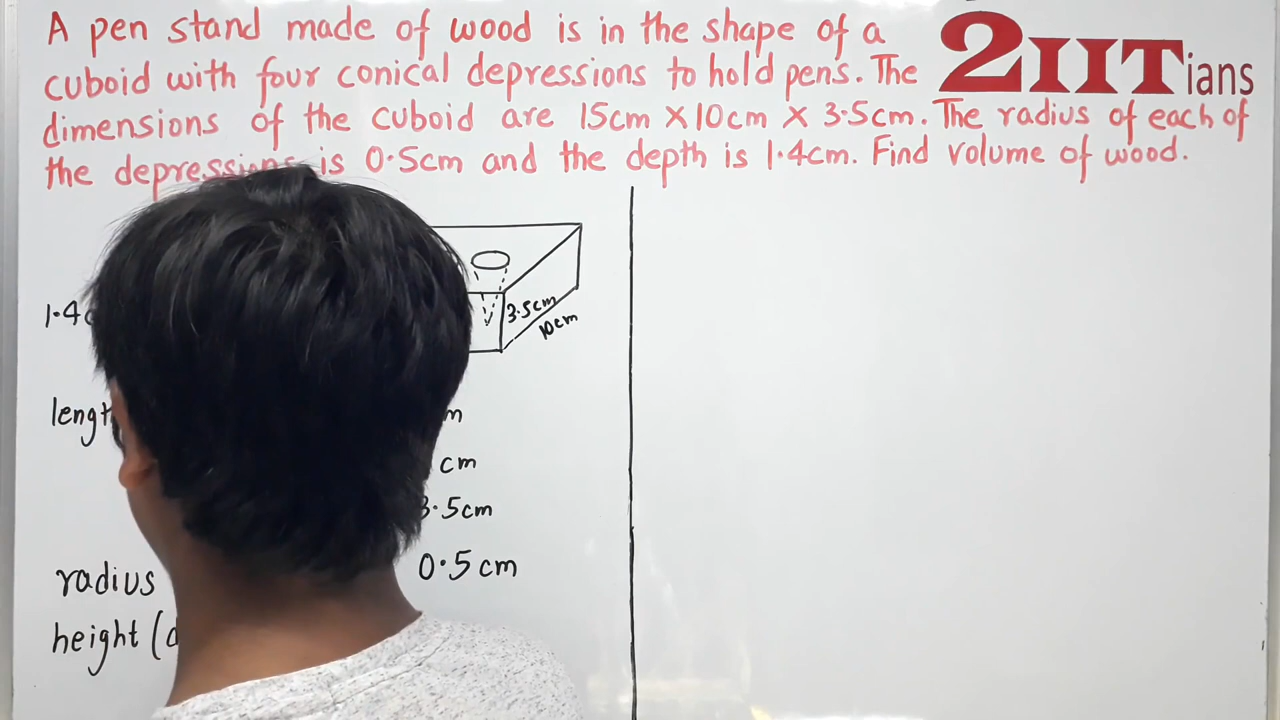 A pen stand made of wood is in the shape of a
cuboid with four conical depressions to hold pens. The
dimensions of the cuboid are 15cm X 10cm X 3.5cm. The radius of each of
the depressions is 0.5cm and the depth is 1.4cm. Find volume of wood.
2IITians
3.5cm
10cm
1.4
cm
3.5cm
radius 0.5cm
height (